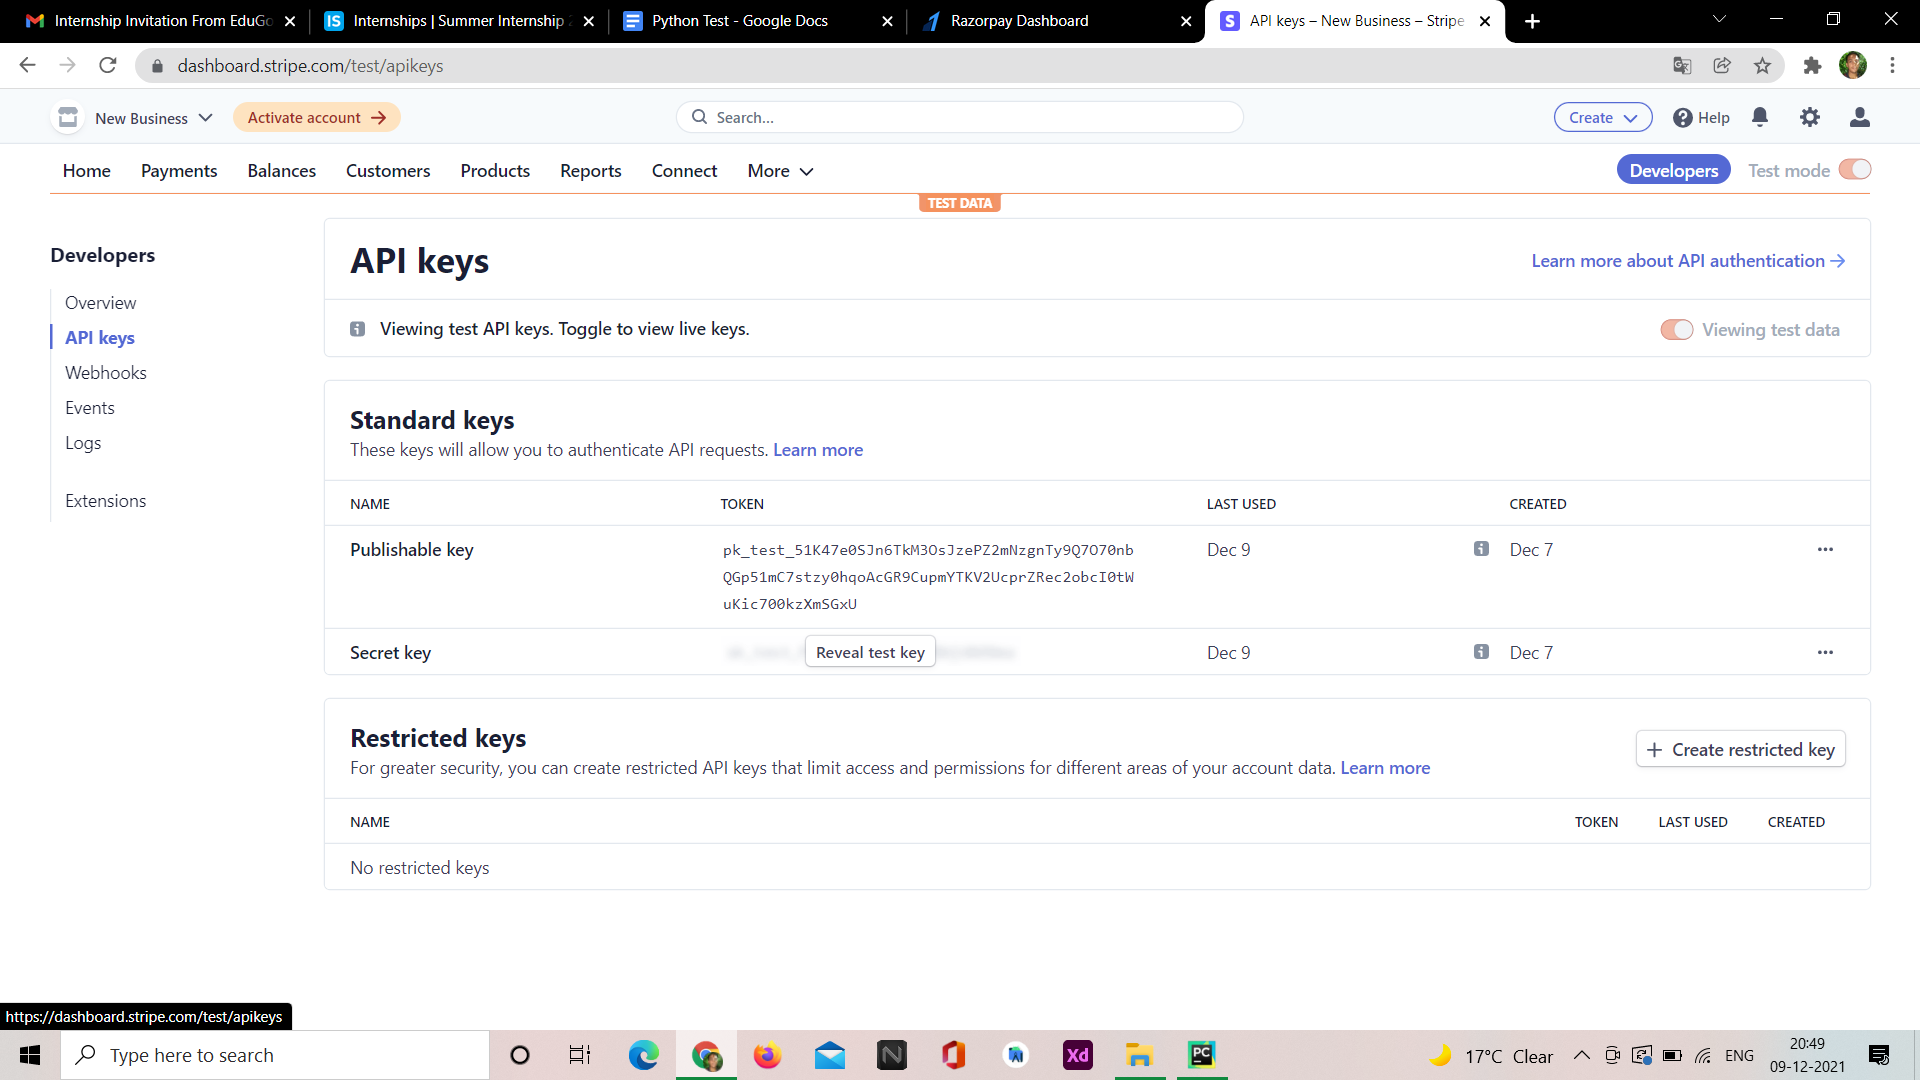 Internship Invitation From EduGo
Internships | Summer Internship 2
Python Test - Google Docs
Razorpay Dashboard
API keys – New Business – Stripe
dashboard.stripe.com/test/apikeys
New Business
Activate account
Search...
Create
Help
Home
Payments
Balances
Customers
Products
Reports
Connect
More
Developers
Test mode
TEST DATA
Developers
Overview
API keys
Webhooks
Events
Logs
Extensions
API keys
Learn more about API authentication
Viewing test API keys. Toggle to view live keys.
Viewing test data
Standard keys
These keys will allow you to authenticate API requests. Learn more
NAME
TOKEN
LAST USED
CREATED
Publishable key
pk_test_51K47e0SJn6TkM3OsJzePZ2mNzgnTy9Q7O70nb
QGp51mC7stzy0hqoAcGR9CupmYTKV2UcprZRec2obcI0tW
uKic700kzXmSGxU
Dec 9
Dec 7
Secret key
Reveal test key
Dec 9
Dec 7
Restricted keys
For greater security, you can create restricted API keys that limit access and permissions for different areas of your account data. Learn more
Create restricted key
NAME
TOKEN
LAST USED
CREATED
No restricted keys
https://dashboard.stripe.com/test/apikeys
Type here to search
N
Xd
PC
17°C Clear
ENG
20:49
09-12-2021